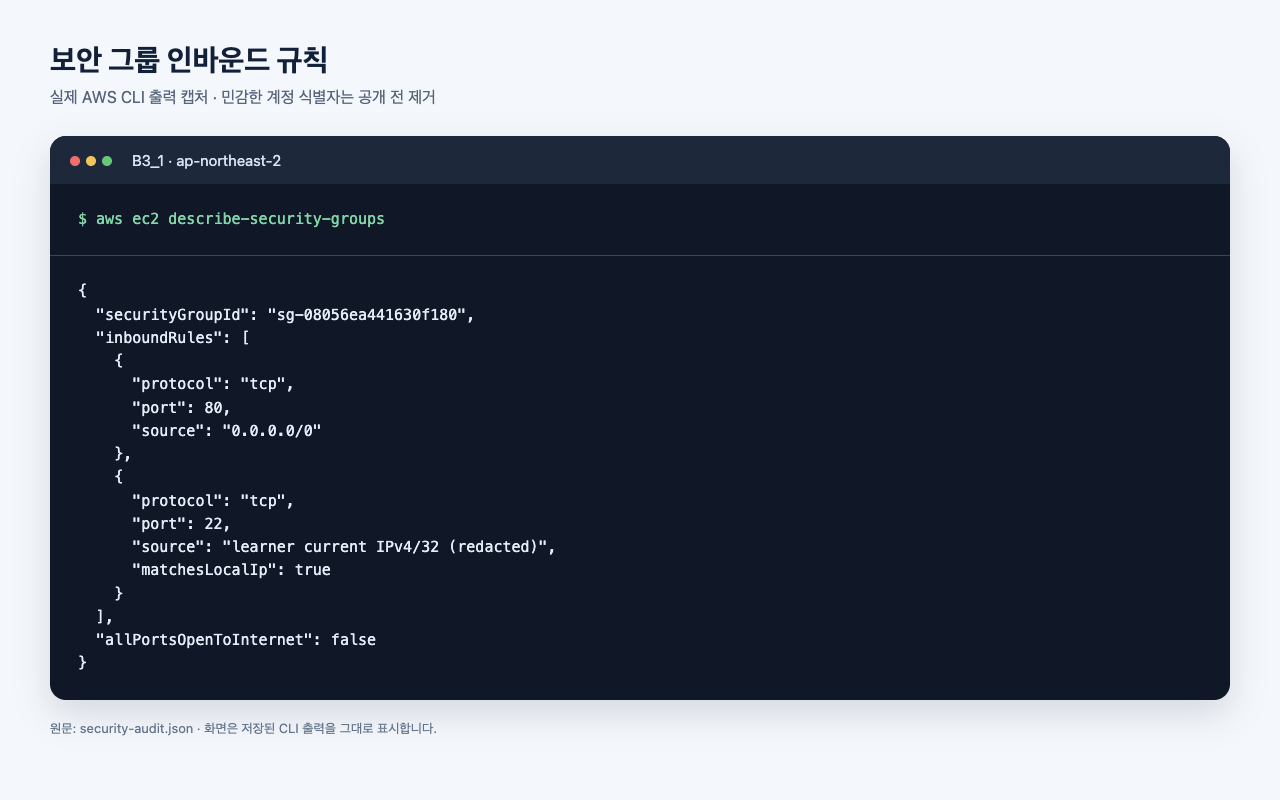 보안 그룹 인바운드 규칙
실제 AWS CLI 출력 캡처 · 민감한 계정 식별자는 공개 전 제거
B3_1 · ap-northeast-2
$ aws ec2 describe-security-groups
{
  "securityGroupId": "sg-08056ea441630f180",
  "inboundRules": [
    {
      "protocol": "tcp",
      "port": 80,
      "source": "0.0.0.0/0"
    },
    {
      "protocol": "tcp",
      "port": 22,
      "source": "learner current IPv4/32 (redacted)",
      "matchesLocalIp": true
    }
  ],
  "allPortsOpenToInternet": false
}
원문: security-audit.json · 화면은 저장된 CLI 출력을 그대로 표시합니다.